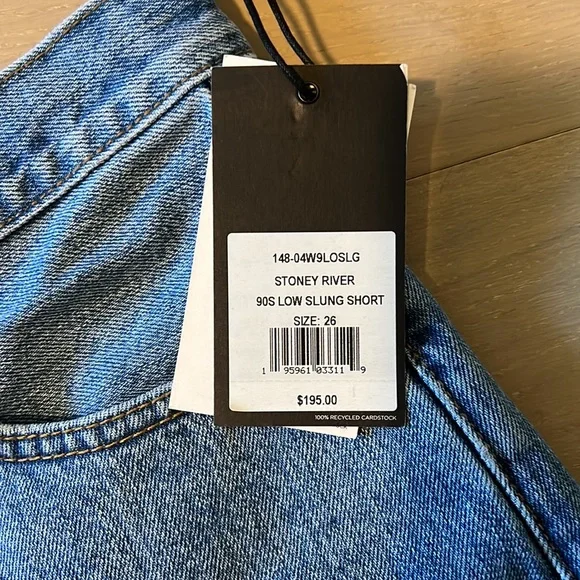 148-04W9LOSLG
STONEY RIVER
90S LOW SLUNG SHORT
SIZE: 26
1 95961 03311 9
$195.00
100% RECYCLED CARDSTOCK